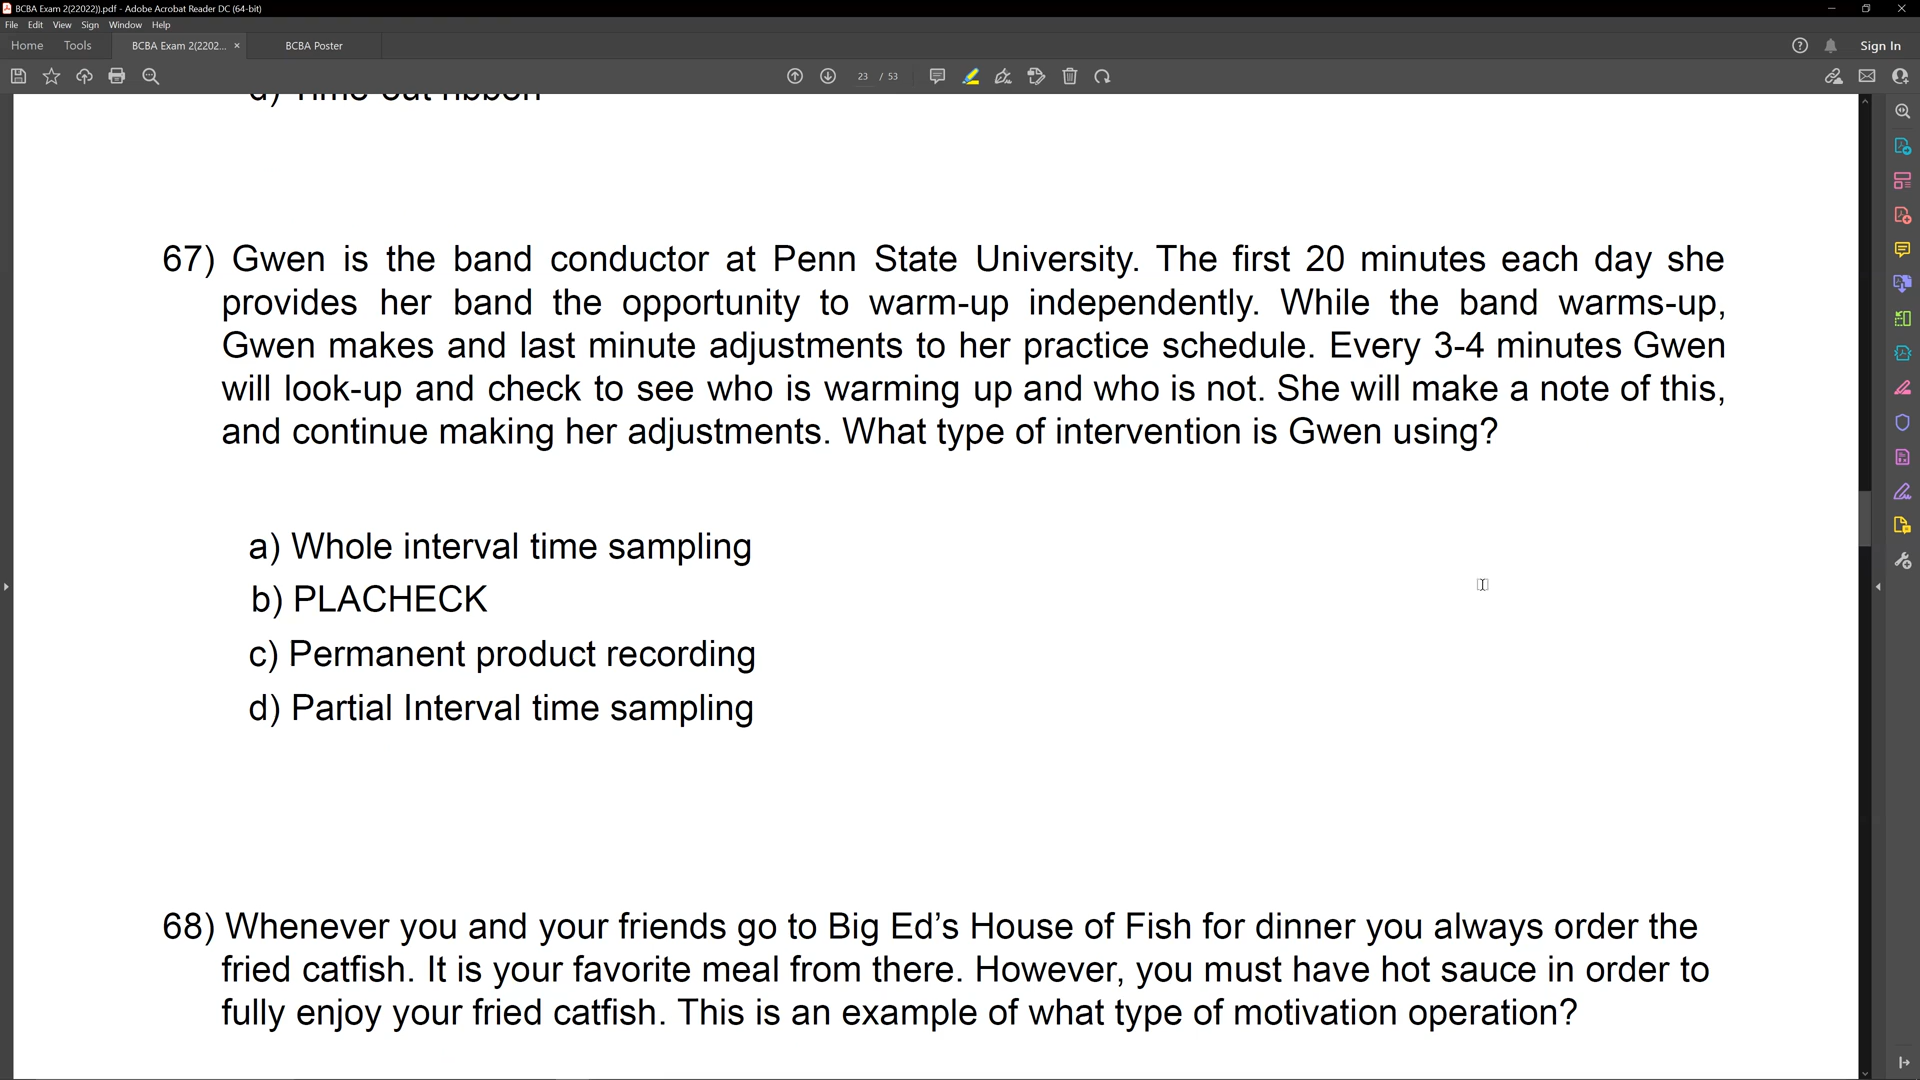 BCBA Exam 2(22022)).pdf - Adobe Acrobat Reader DC (64-bit)
File Edit View Sign Window Help
Home Tools BCBA Exam 2(2202... × BCBA Poster Sign In
23 / 53
d) Time-out ribbon
67) Gwen is the band conductor at Penn State University. The first 20 minutes each day she
provides her band the opportunity to warm-up independently. While the band warms-up,
Gwen makes and last minute adjustments to her practice schedule. Every 3-4 minutes Gwen
will look-up and check to see who is warming up and who is not. She will make a note of this,
and continue making her adjustments. What type of intervention is Gwen using?
a) Whole interval time sampling
b) PLACHECK
c) Permanent product recording
d) Partial Interval time sampling
68) Whenever you and your friends go to Big Ed’s House of Fish for dinner you always order the
fried catfish. It is your favorite meal from there. However, you must have hot sauce in order to
fully enjoy your fried catfish. This is an example of what type of motivation operation?